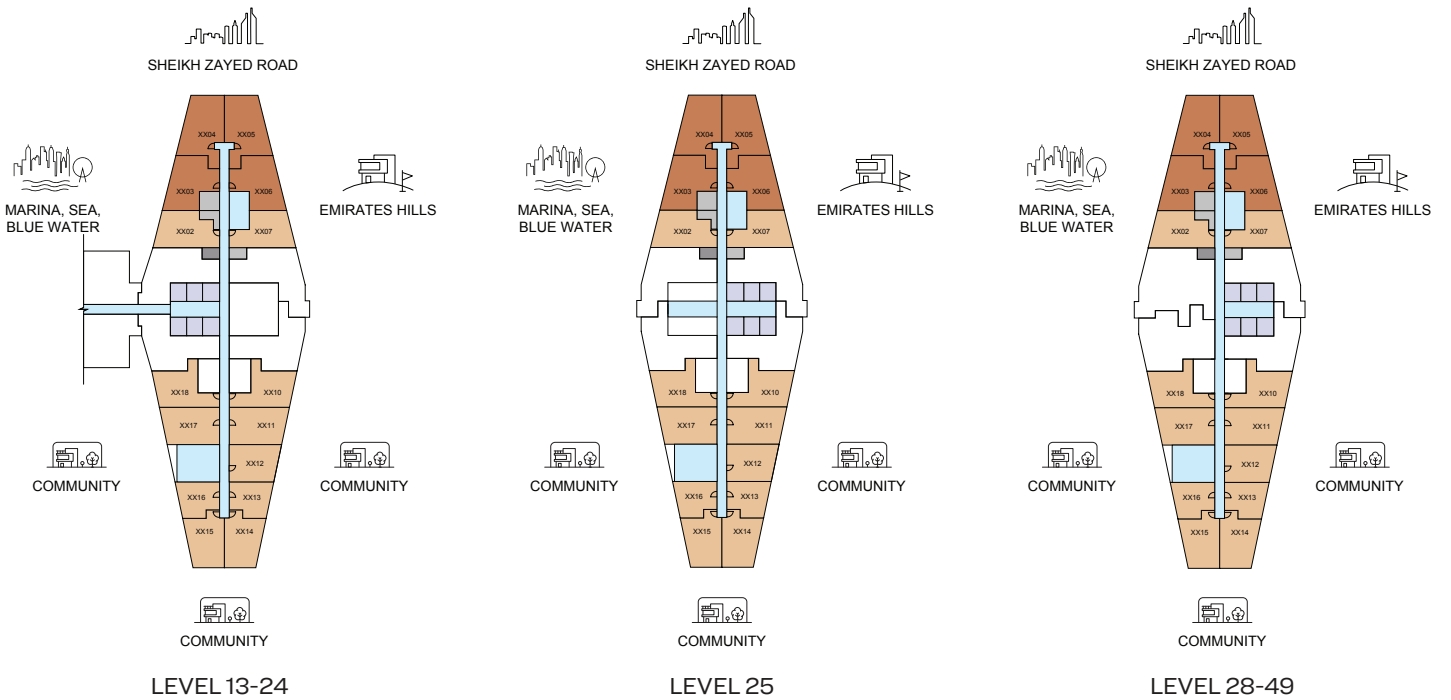 SHEIKH ZAYED ROAD
XX04 XX05
XX03 XX06
MARINA, SEA,
BLUE WATER
EMIRATES HILLS
XX02 XX07
XX18 XX10
XX17 XX11
XX12
COMMUNITY
COMMUNITY
XX16 XX13
XX15 XX14
COMMUNITY
LEVEL 13-24
SHEIKH ZAYED ROAD
XX04 XX05
XX03 XX06
MARINA, SEA,
BLUE WATER
EMIRATES HILLS
XX02 XX07
XX18 XX10
XX17 XX11
XX12
COMMUNITY
COMMUNITY
XX16 XX13
XX15 XX14
COMMUNITY
LEVEL 25
SHEIKH ZAYED ROAD
XX04 XX05
XX03 XX06
MARINA, SEA,
BLUE WATER
EMIRATES HILLS
XX02 XX07
XX18 XX10
XX17 XX11
XX12
COMMUNITY
COMMUNITY
XX16 XX13
XX15 XX14
COMMUNITY
LEVEL 28-49